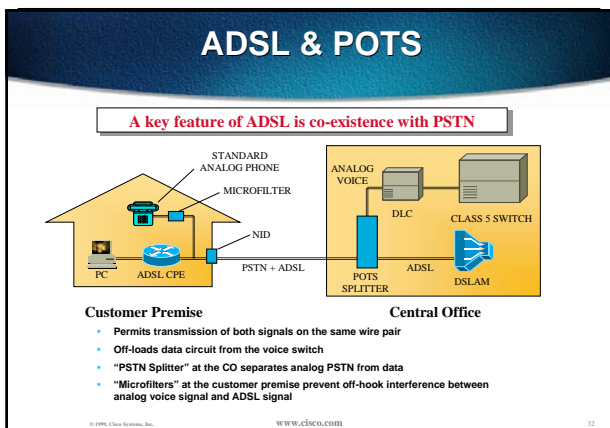 ADSL & POTS
A key feature of ADSL is co-existence with PSTN
STANDARD
ANALOG PHONE
MICROFILTER
NID
PC
ADSL CPE
PSTN + ADSL
ANALOG
VOICE
DLC
CLASS 5 SWITCH
POTS
SPLITTER
ADSL
DSLAM
Customer Premise
Central Office
• Permits transmission of both signals on the same wire pair
• Off-loads data circuit from the voice switch
• “PSTN Splitter” at the CO separates analog PSTN from data
• “Microfilters” at the customer premise prevent off-hook interference between
analog voice signal and ADSL signal
© 1999, Cisco Systems, Inc.
www.cisco.com
32